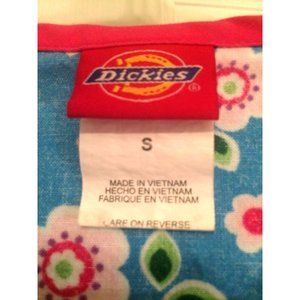 Dickies
®
S
MADE IN VIETNAM
HECHO EN VIETNAM
FABRIQUE EN VIETNAM
CARE ON REVERSE